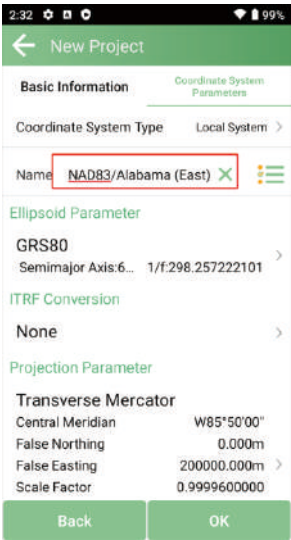 2:32 99%
New Project
Basic Information
Coordinate System
Parameters
Coordinate System Type Local System
Name NAD83/Alabama (East)
Ellipsoid Parameter
GRS80
Semimajor Axis:6... 1/f:298.257222101
ITRF Conversion
None
Projection Parameter
Transverse Mercator
Central Meridian W85°50'00"
False Northing 0.000m
False Easting 200000.000m
Scale Factor 0.9999600000
Back OK